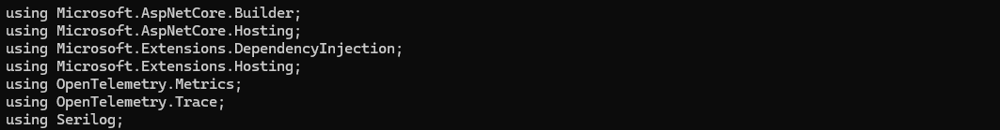 using Microsoft.AspNetCore.Builder;
using Microsoft.AspNetCore.Hosting;
using Microsoft.Extensions.DependencyInjection;
using Microsoft.Extensions.Hosting;
using OpenTelemetry.Metrics;
using OpenTelemetry.Trace;
using Serilog;